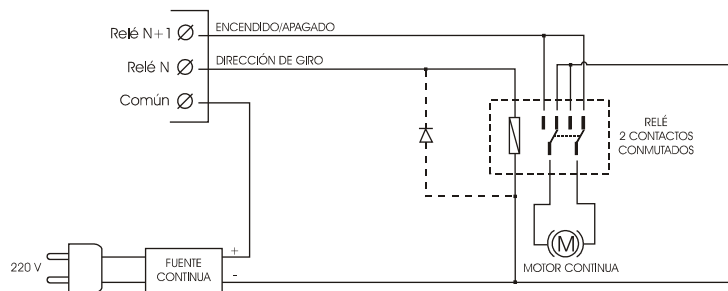 Relé N+1
ENCENDIDO/APAGADO
Relé N
DIRECCIÓN DE GIRO
Común
RELÉ
2 CONTACTOS
CONMUTADOS
M
MOTOR CONTINUA
220 V
FUENTE
CONTINUA
+
-